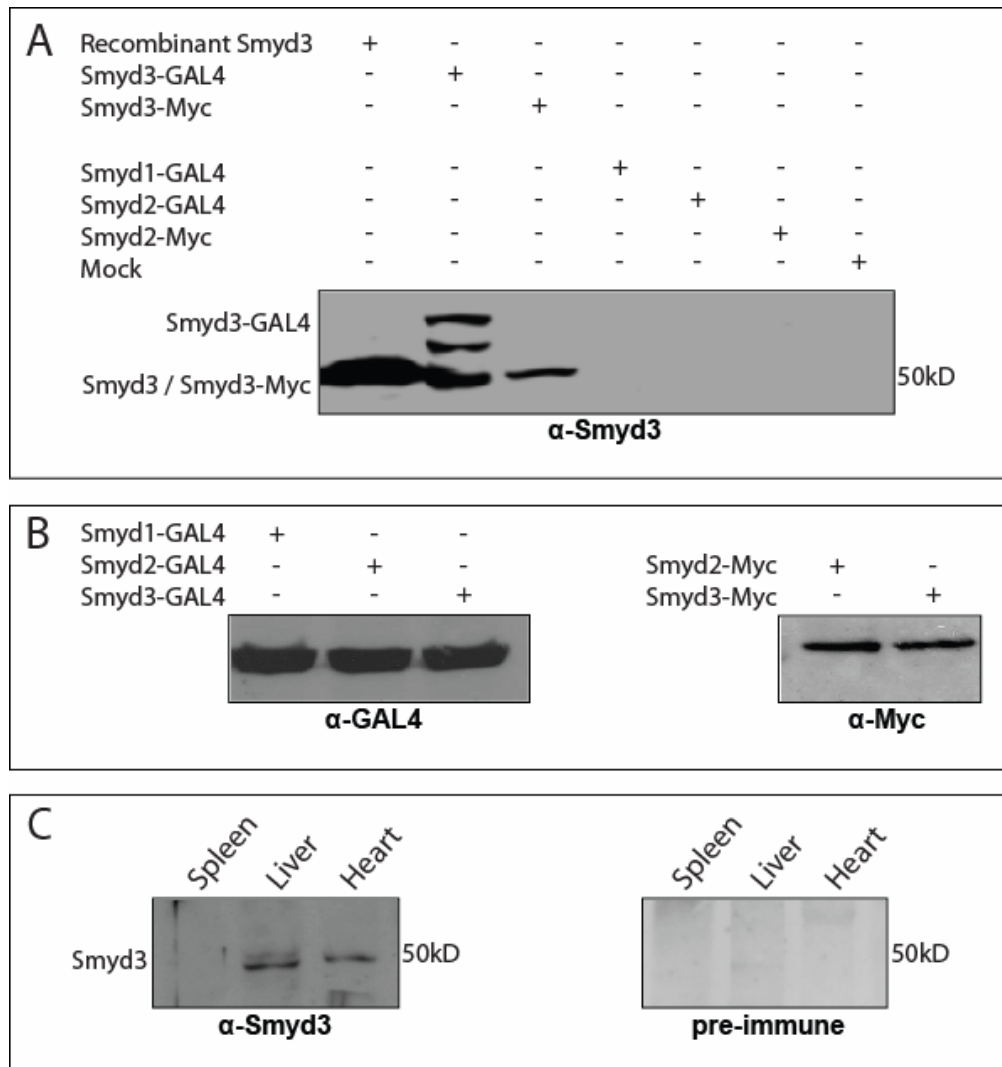 A
Recombinant Smyd3 + - - - - - -
Smyd3-GAL4 - + - - - - -
Smyd3-Myc - - + - - - -
Smyd1-GAL4 - - - + - - -
Smyd2-GAL4 - - - - + - -
Smyd2-Myc - - - - - + -
Mock - - - - - - +
Smyd3-GAL4
Smyd3 / Smyd3-Myc 50kD
α-Smyd3
B
Smyd1-GAL4 + - -
Smyd2-GAL4 - + -
Smyd3-GAL4 - - +
α-GAL4
Smyd2-Myc + -
Smyd3-Myc - +
α-Myc
C
Spleen Liver Heart
Smyd3 50kD
α-Smyd3
Spleen Liver Heart
50kD
pre-immune